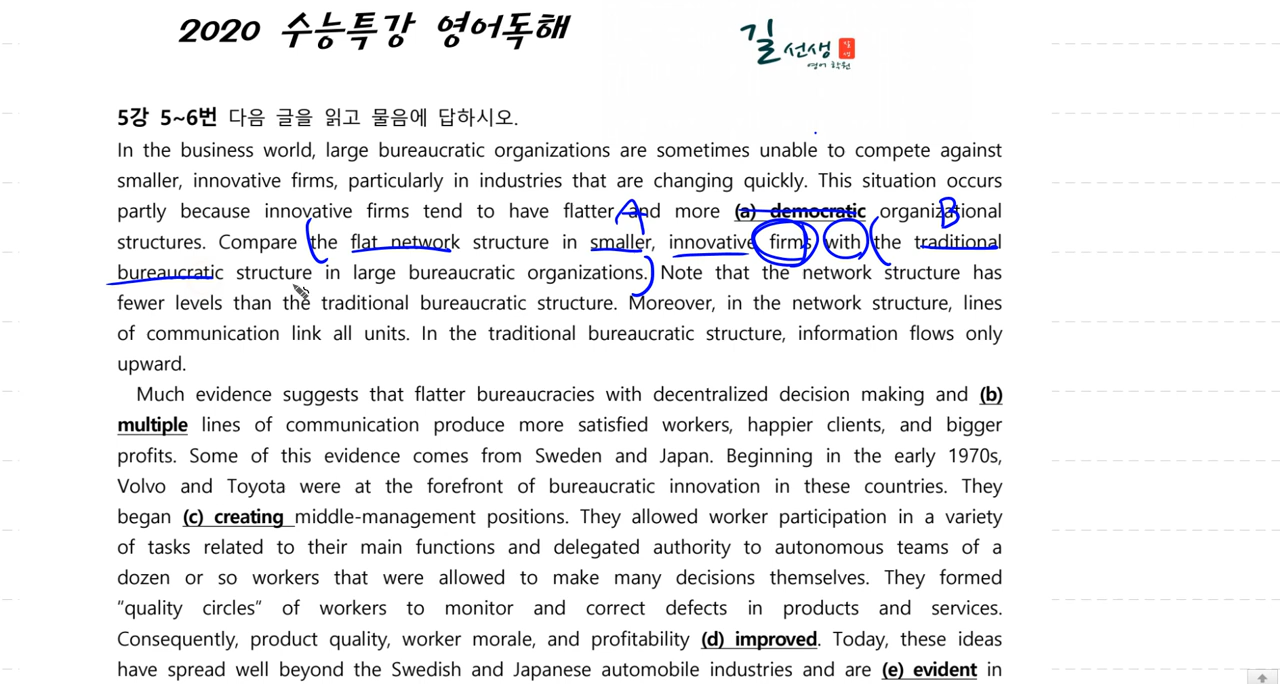 2020 수능특강 영어독해
길선생
영어학원
5강 5~6번 다음 글을 읽고 물음에 답하시오.
In the business world, large bureaucratic organizations are sometimes unable to compete against
smaller, innovative firms, particularly in industries that are changing quickly. This situation occurs
partly because innovative firms tend to have flatter and more (a) democratic organizational
A B
structures. Compare the flat network structure in smaller, innovative firms with the traditional
bureaucratic structure in large bureaucratic organizations. Note that the network structure has
fewer levels than the traditional bureaucratic structure. Moreover, in the network structure, lines
of communication link all units. In the traditional bureaucratic structure, information flows only
upward.
Much evidence suggests that flatter bureaucracies with decentralized decision making and (b)
multiple lines of communication produce more satisfied workers, happier clients, and bigger
profits. Some of this evidence comes from Sweden and Japan. Beginning in the early 1970s,
Volvo and Toyota were at the forefront of bureaucratic innovation in these countries. They
began (c) creating middle-management positions. They allowed worker participation in a variety
of tasks related to their main functions and delegated authority to autonomous teams of a
dozen or so workers that were allowed to make many decisions themselves. They formed
"quality circles" of workers to monitor and correct defects in products and services.
Consequently, product quality, worker morale, and profitability (d) improved. Today, these ideas
have spread well beyond the Swedish and Japanese automobile industries and are (e) evident in